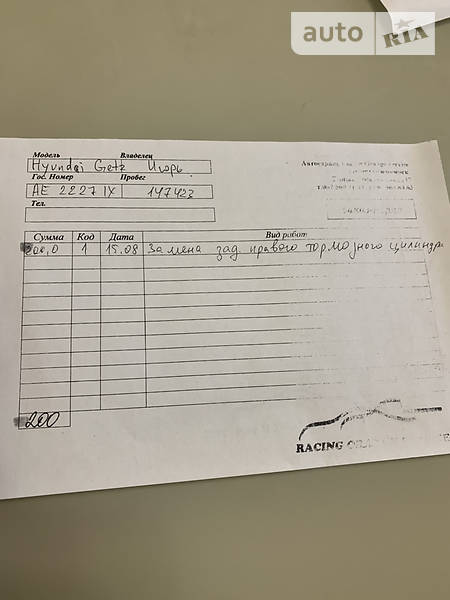 auto RIA
Модель Владелец
Hyundai Getz Игорь
Гос. Номер Пробег
AE 2227 IX 147423
Тел.
Сумма Код Дата Вид работ
200,0 1 15.08 Замена зад правого тормозного цилиндра
200
RACING